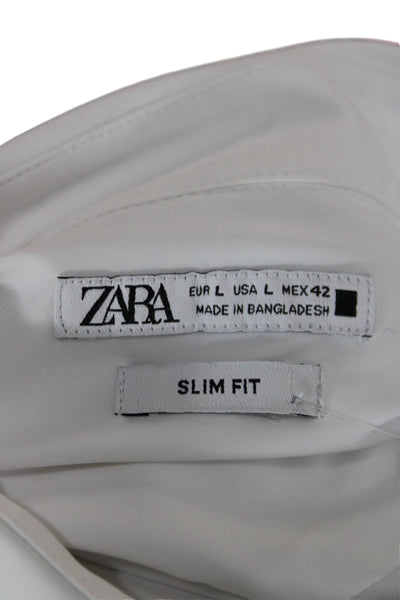 ZARA
EUR L USA L MEX 42
MADE IN BANGLADESH
SLIM FIT